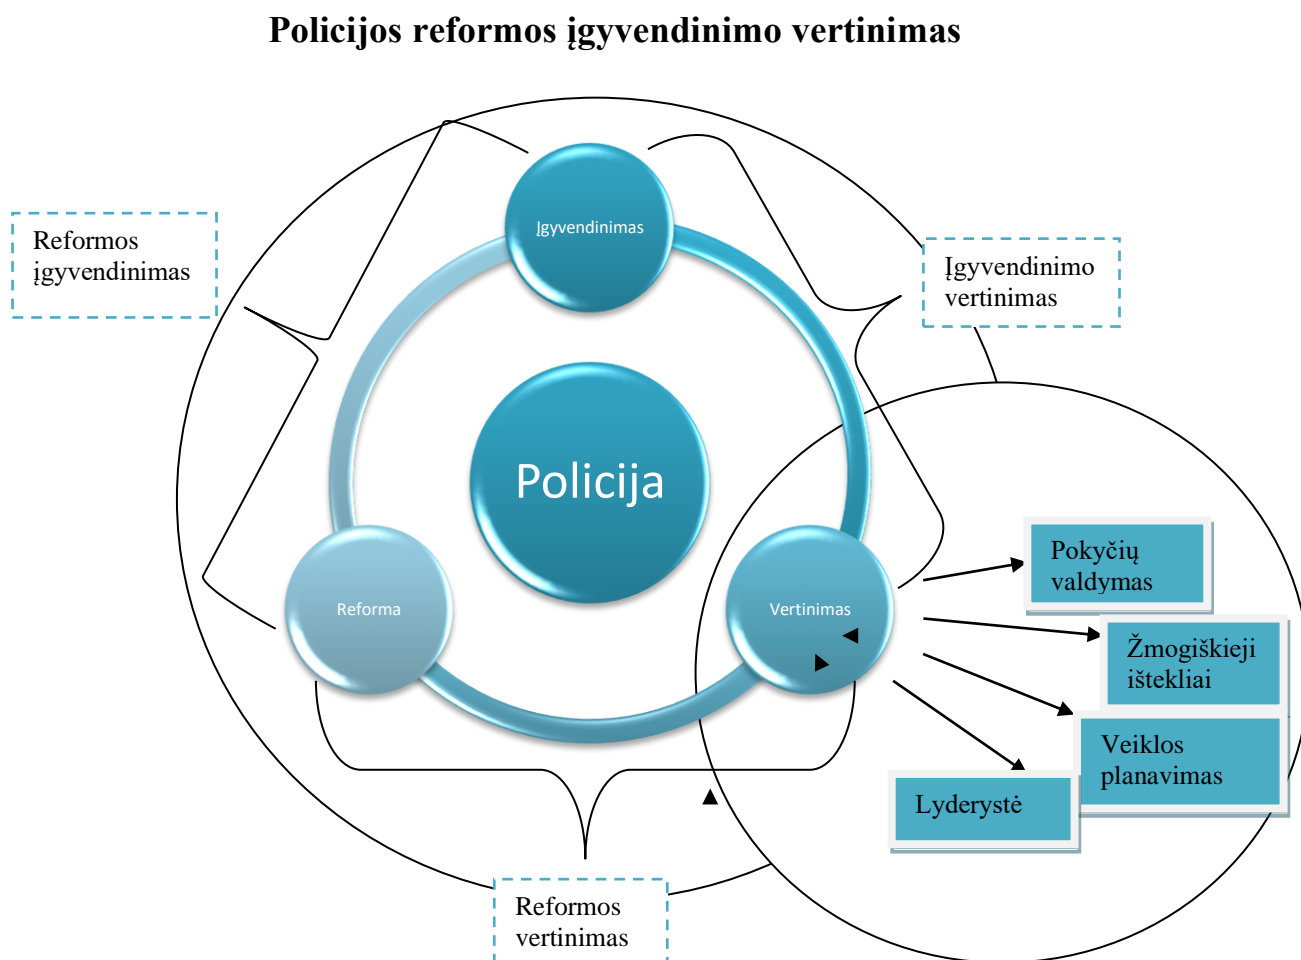 Policijos reformos įgyvendinimo vertinimas
Įgyvendinimas
Reformos
įgyvendinimas
Įgyvendinimo
vertinimas
Policija
Reforma
Vertinimas
Pokyčių
valdymas
Žmogiškieji
ištekliai
Veiklos
planavimas
Lyderystė
Reformos
vertinimas